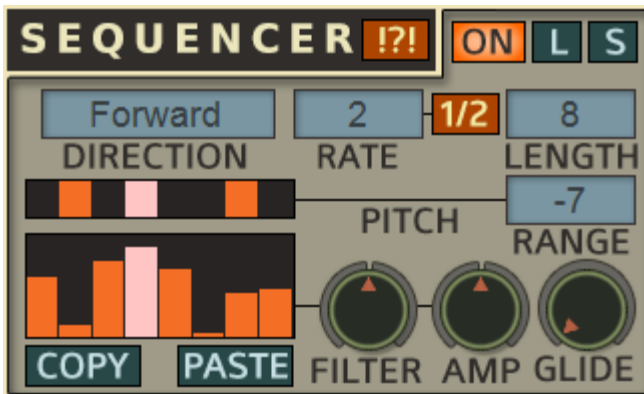 SEQUENCER !?! ON L S
Forward 2 1/2 8
DIRECTION RATE LENGTH
PITCH -7
RANGE
COPY PASTE FILTER AMP GLIDE